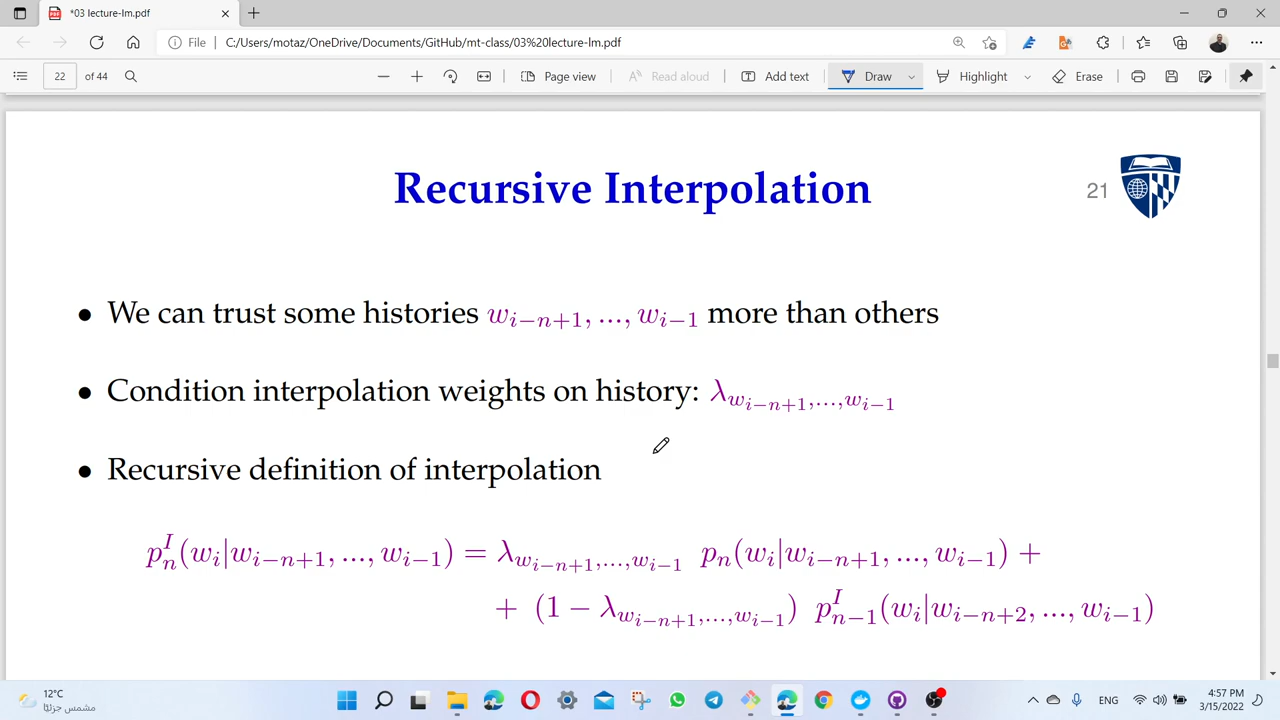 *03 lecture-lm.pdf
File C:/Users/motaz/OneDrive/Documents/GitHub/mt-class/03%20lecture-lm.pdf
22 of 44 Page view Read aloud Add text Draw Highlight Erase
Recursive Interpolation 21
• We can trust some histories w_{i−n+1}, ..., w_{i−1} more than others
• Condition interpolation weights on history: λ_{w_{i−n+1},...,w_{i−1}}
• Recursive definition of interpolation
p_n^I(w_i|w_{i−n+1}, ..., w_{i−1}) = λ_{w_{i−n+1},...,w_{i−1}} p_n(w_i|w_{i−n+1}, ..., w_{i−1}) +
+ (1 − λ_{w_{i−n+1},...,w_{i−1}}) p_{n−1}^I(w_i|w_{i−n+2}, ..., w_{i−1})
12°C
مشمس جزئيًا
ENG
4:57 PM
3/15/2022